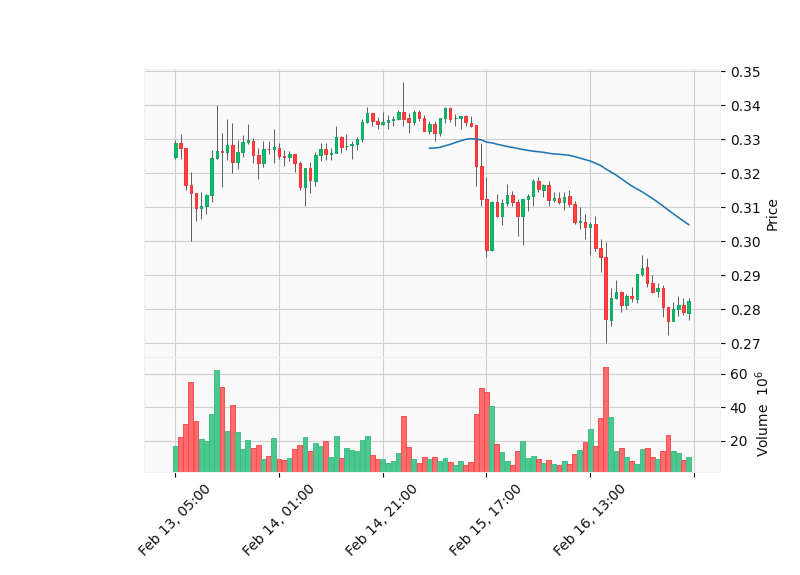 0.35
0.34
0.33
0.32
0.31
0.30
0.29
0.28
0.27
Price
60
40
20
Volume 10⁶
Feb 13, 05:00
Feb 14, 01:00
Feb 14, 21:00
Feb 15, 17:00
Feb 16, 13:00